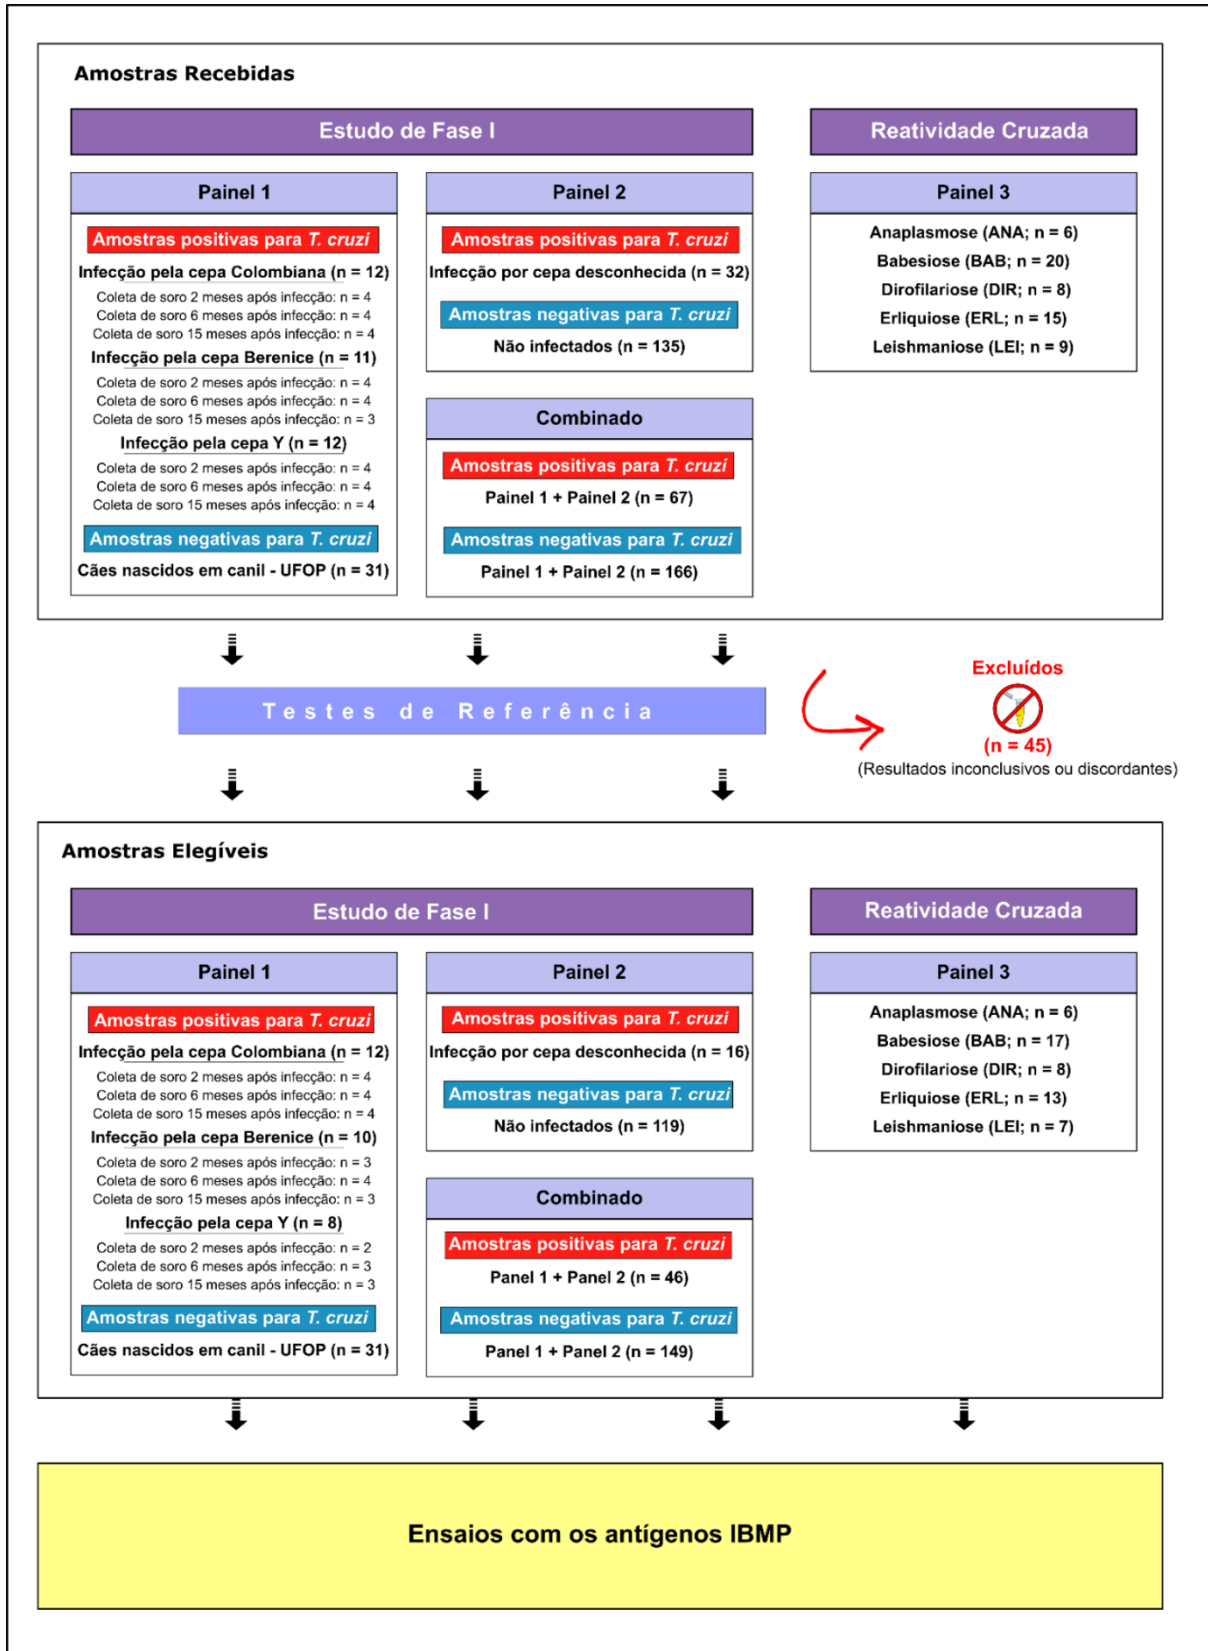 Amostras Recebidas
Estudo de Fase I
Reatividade Cruzada
Painel 1
Amostras positivas para T. cruzi
Infecção pela cepa Colombiana (n = 12)
Coleta de soro 2 meses após infecção: n = 4
Coleta de soro 6 meses após infecção: n = 4
Coleta de soro 15 meses após infecção: n = 4
Infecção pela cepa Berenice (n = 11)
Coleta de soro 2 meses após infecção: n = 4
Coleta de soro 6 meses após infecção: n = 4
Coleta de soro 15 meses após infecção: n = 3
Infecção pela cepa Y (n = 12)
Coleta de soro 2 meses após infecção: n = 4
Coleta de soro 6 meses após infecção: n = 4
Coleta de soro 15 meses após infecção: n = 4
Amostras negativas para T. cruzi
Cães nascidos em canil - UFOP (n = 31)
Painel 2
Amostras positivas para T. cruzi
Infecção por cepa desconhecida (n = 32)
Amostras negativas para T. cruzi
Não infectados (n = 135)
Combinado
Amostras positivas para T. cruzi
Painel 1 + Painel 2 (n = 67)
Amostras negativas para T. cruzi
Painel 1 + Painel 2 (n = 166)
Painel 3
Anaplasmose (ANA; n = 6)
Babesiose (BAB; n = 20)
Dirofilariose (DIR; n = 8)
Erliquiose (ERL; n = 15)
Leishmaniose (LEI; n = 9)
Testes de Referência
Excluídos
(n = 45)
(Resultados inconclusivos ou discordantes)
Amostras Elegíveis
Estudo de Fase I
Reatividade Cruzada
Painel 1
Amostras positivas para T. cruzi
Infecção pela cepa Colombiana (n = 12)
Coleta de soro 2 meses após infecção: n = 4
Coleta de soro 6 meses após infecção: n = 4
Coleta de soro 15 meses após infecção: n = 4
Infecção pela cepa Berenice (n = 10)
Coleta de soro 2 meses após infecção: n = 3
Coleta de soro 6 meses após infecção: n = 4
Coleta de soro 15 meses após infecção: n = 3
Infecção pela cepa Y (n = 8)
Coleta de soro 2 meses após infecção: n = 2
Coleta de soro 6 meses após infecção: n = 3
Coleta de soro 15 meses após infecção: n = 3
Amostras negativas para T. cruzi
Cães nascidos em canil - UFOP (n = 31)
Painel 2
Amostras positivas para T. cruzi
Infecção por cepa desconhecida (n = 16)
Amostras negativas para T. cruzi
Não infectados (n = 119)
Combinado
Amostras positivas para T. cruzi
Panel 1 + Panel 2 (n = 46)
Amostras negativas para T. cruzi
Panel 1 + Panel 2 (n = 149)
Painel 3
Anaplasmose (ANA; n = 6)
Babesiose (BAB; n = 17)
Dirofilariose (DIR; n = 8)
Erliquiose (ERL; n = 13)
Leishmaniose (LEI; n = 7)
Ensaios com os antígenos IBMP